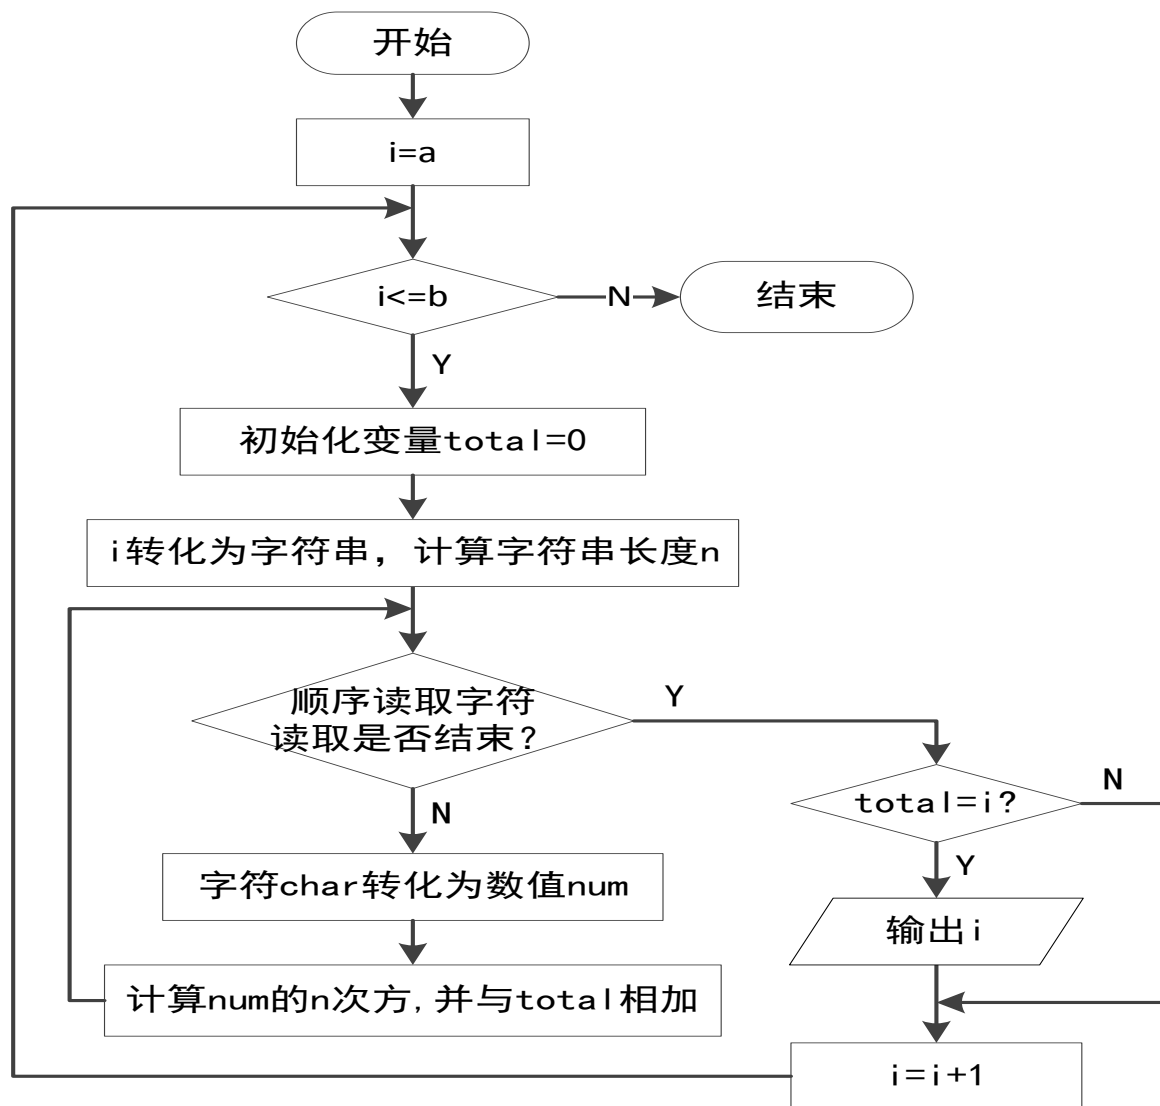 开始
i=a
i<=b
N
结束
Y
初始化变量total=0
i转化为字符串，计算字符串长度n
顺序读取字符
读取是否结束？
Y
N
total=i?
N
Y
字符char转化为数值num
输出i
计算num的n次方,并与total相加
i=i+1